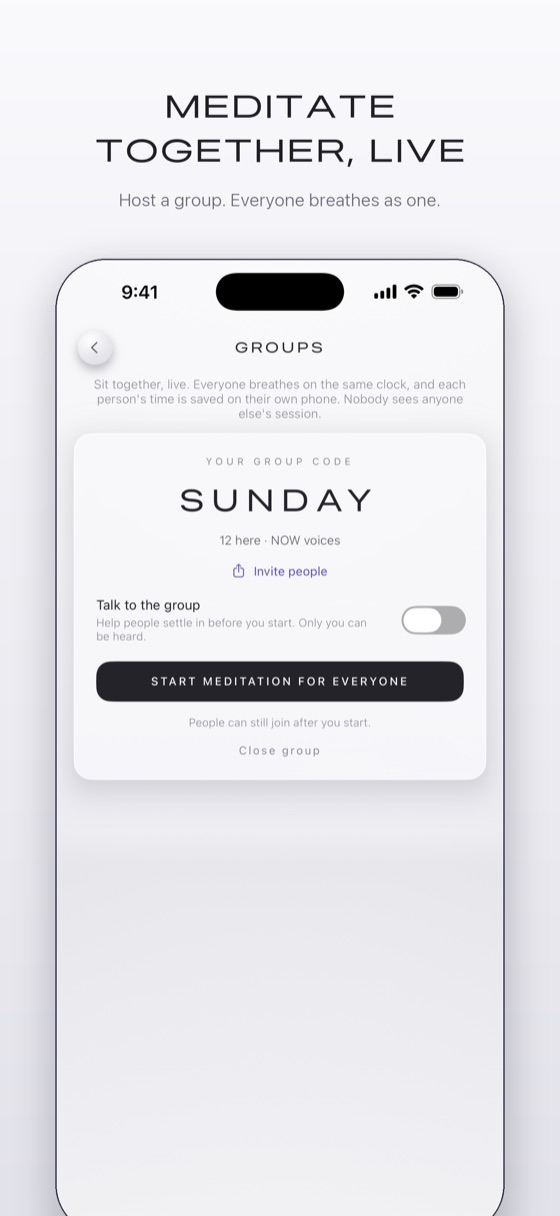 MEDITATE
TOGETHER, LIVE
Host a group. Everyone breathes as one.
9:41
GROUPS
Sit together, live. Everyone breathes on the same clock, and each
person's time is saved on their own phone. Nobody sees anyone
else's session.
YOUR GROUP CODE
SUNDAY
12 here · NOW voices
Invite people
Talk to the group
Help people settle in before you start. Only you can
be heard.
START MEDITATION FOR EVERYONE
People can still join after you start.
Close group